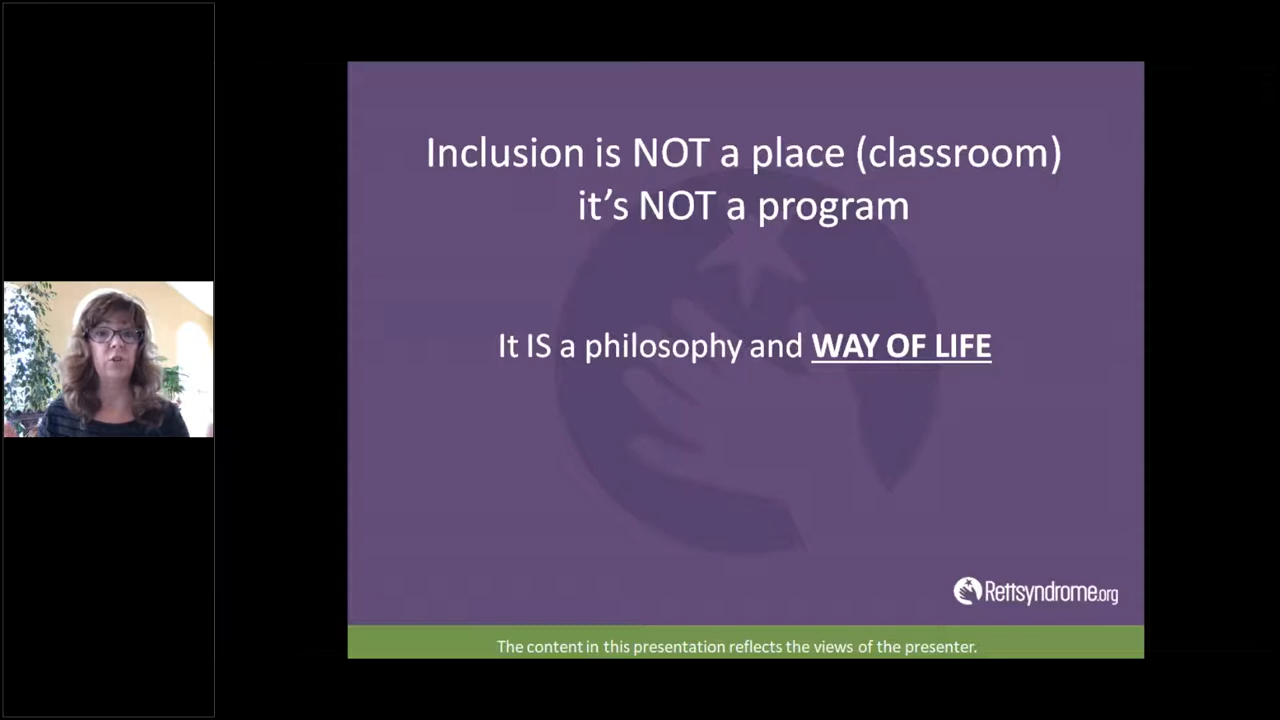 Inclusion is NOT a place (classroom)
it’s NOT a program
It IS a philosophy and WAY OF LIFE
Rettsyndrome.org
The content in this presentation reflects the views of the presenter.